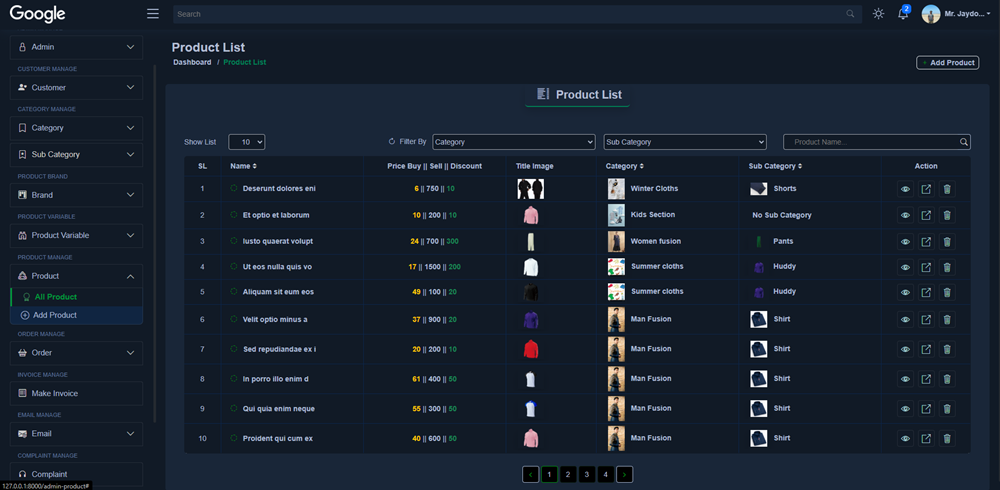 Google
Search
2
Mr. Jaydo...
Admin
CUSTOMER MANAGE
Customer
CATEGORY MANAGE
Category
Sub Category
PRODUCT BRAND
Brand
PRODUCT VARIABLE
Product Variable
PRODUCT MANAGE
Product
All Product
Add Product
ORDER MANAGE
Order
INVOICE MANAGE
Make Invoice
EMAIL MANAGE
Email
COMPLAINT MANAGE
Complaint
127.0.0.1:8000/admin-product#
Product List
Dashboard / Product List
+ Add Product
Product List
Show List 10 Filter By Category Sub Category Product Name...
SL Name Price Buy || Sell || Discount Title Image Category Sub Category Action
1 Deserunt dolores eni 6 || 750 || 10 Winter Cloths Shorts
2 Et optio et laborum 10 || 200 || 10 Kids Section No Sub Category
3 Iusto quaerat volupt 24 || 700 || 300 Women fusion Pants
4 Ut eos nulla quis vo 17 || 1500 || 200 Summer cloths Huddy
5 Aliquam sit eum eos 49 || 100 || 20 Summer cloths Huddy
6 Velit optio minus a 37 || 900 || 20 Man Fusion Shirt
7 Sed repudiandae ex i 20 || 200 || 10 Man Fusion Shirt
8 In porro illo enim d 61 || 400 || 50 Man Fusion Shirt
9 Qui quia enim neque 55 || 300 || 50 Man Fusion Shirt
10 Proident qui cum ex 40 || 600 || 50 Man Fusion Shirt
‹ 1 2 3 4 ›